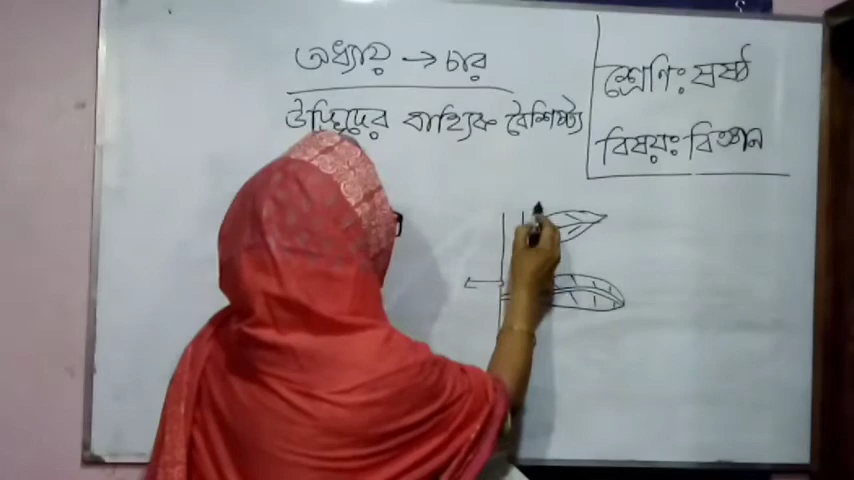 অধ্যায় → চার
উদ্ভিদের বাহ্যিক বৈশিষ্ট্য
শ্রেণিঃ ষষ্ঠ
বিষয়ঃ বিজ্ঞান